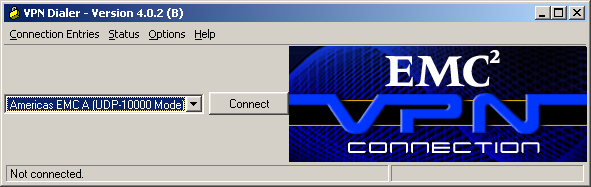 VPN Dialer - Version 4.0.2 (B)
Connection Entries Status Options Help
EMC²
Americas EMC.A (UDP-10000 Mode)
Connect
VPN
CONNECTION
Not connected.